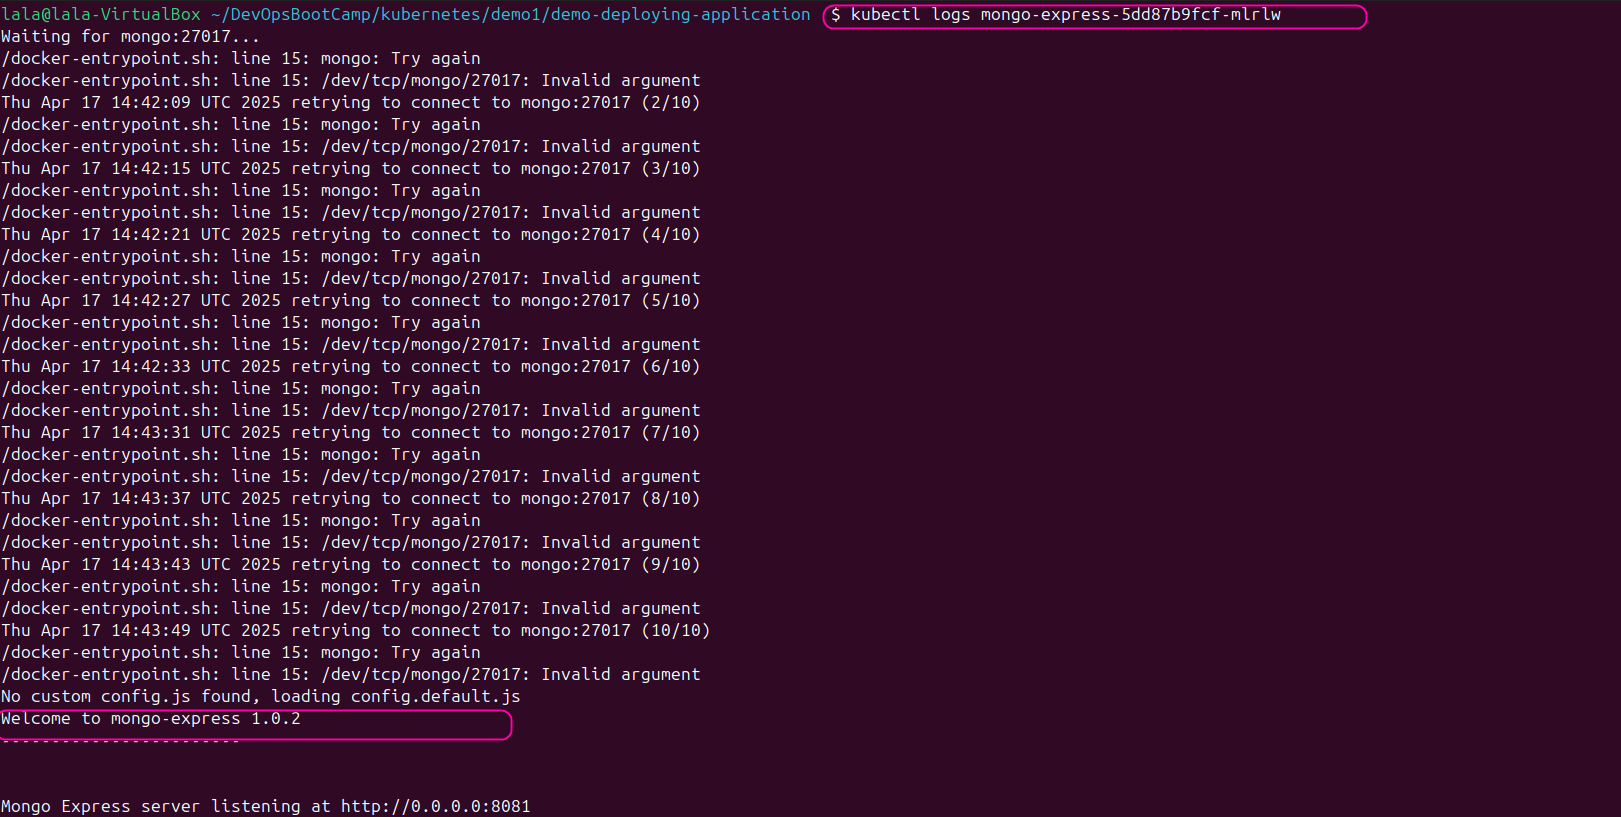 lala@lala-VirtualBox ~/DevOpsBootCamp/kubernetes/demo1/demo-deploying-application $ kubectl logs mongo-express-5dd87b9fcf-mlrlw
Waiting for mongo:27017...
/docker-entrypoint.sh: line 15: mongo: Try again
/docker-entrypoint.sh: line 15: /dev/tcp/mongo/27017: Invalid argument
Thu Apr 17 14:42:09 UTC 2025 retrying to connect to mongo:27017 (2/10)
/docker-entrypoint.sh: line 15: mongo: Try again
/docker-entrypoint.sh: line 15: /dev/tcp/mongo/27017: Invalid argument
Thu Apr 17 14:42:15 UTC 2025 retrying to connect to mongo:27017 (3/10)
/docker-entrypoint.sh: line 15: mongo: Try again
/docker-entrypoint.sh: line 15: /dev/tcp/mongo/27017: Invalid argument
Thu Apr 17 14:42:21 UTC 2025 retrying to connect to mongo:27017 (4/10)
/docker-entrypoint.sh: line 15: mongo: Try again
/docker-entrypoint.sh: line 15: /dev/tcp/mongo/27017: Invalid argument
Thu Apr 17 14:42:27 UTC 2025 retrying to connect to mongo:27017 (5/10)
/docker-entrypoint.sh: line 15: mongo: Try again
/docker-entrypoint.sh: line 15: /dev/tcp/mongo/27017: Invalid argument
Thu Apr 17 14:42:33 UTC 2025 retrying to connect to mongo:27017 (6/10)
/docker-entrypoint.sh: line 15: mongo: Try again
/docker-entrypoint.sh: line 15: /dev/tcp/mongo/27017: Invalid argument
Thu Apr 17 14:43:31 UTC 2025 retrying to connect to mongo:27017 (7/10)
/docker-entrypoint.sh: line 15: mongo: Try again
/docker-entrypoint.sh: line 15: /dev/tcp/mongo/27017: Invalid argument
Thu Apr 17 14:43:37 UTC 2025 retrying to connect to mongo:27017 (8/10)
/docker-entrypoint.sh: line 15: mongo: Try again
/docker-entrypoint.sh: line 15: /dev/tcp/mongo/27017: Invalid argument
Thu Apr 17 14:43:43 UTC 2025 retrying to connect to mongo:27017 (9/10)
/docker-entrypoint.sh: line 15: mongo: Try again
/docker-entrypoint.sh: line 15: /dev/tcp/mongo/27017: Invalid argument
Thu Apr 17 14:43:49 UTC 2025 retrying to connect to mongo:27017 (10/10)
/docker-entrypoint.sh: line 15: mongo: Try again
/docker-entrypoint.sh: line 15: /dev/tcp/mongo/27017: Invalid argument
No custom config.js found, loading config.default.js
Welcome to mongo-express 1.0.2
------------------------
Mongo Express server listening at http://0.0.0.0:8081